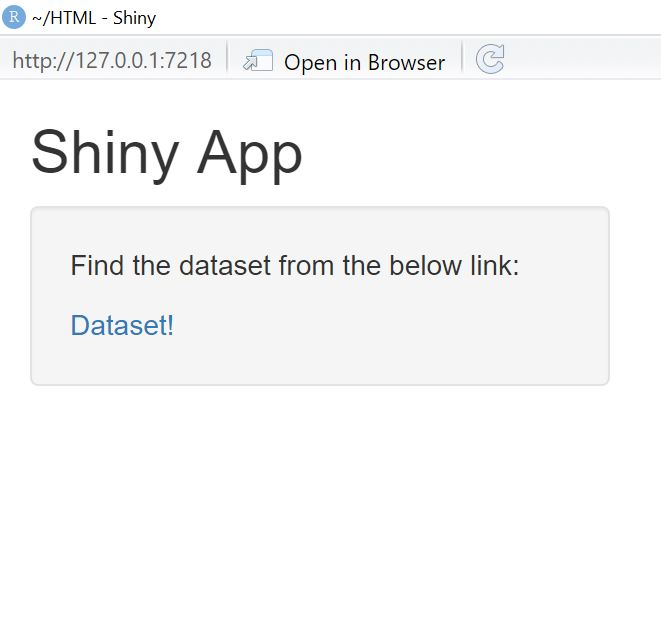 R ~/HTML - Shiny
http://127.0.0.1:7218 Open in Browser
Shiny App
Find the dataset from the below link:
Dataset!